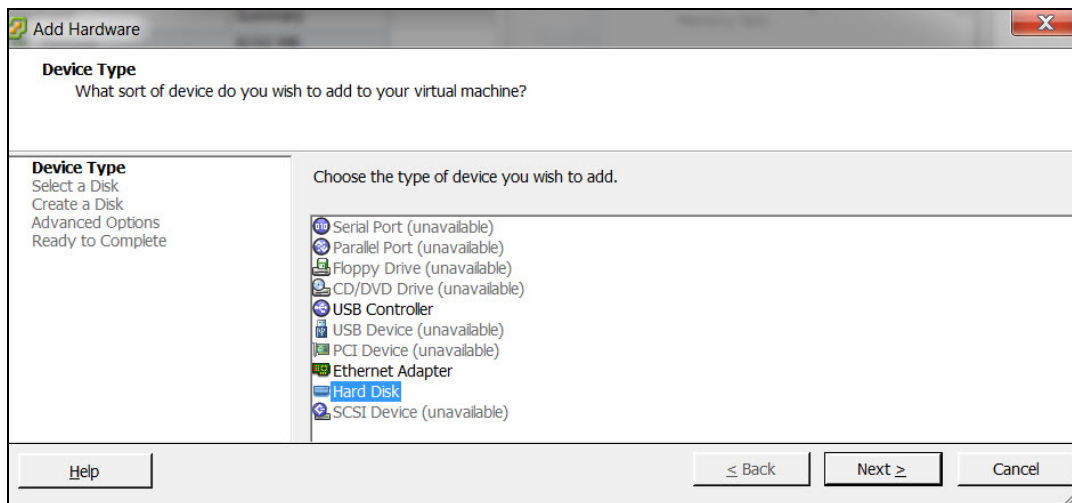 Add Hardware
Device Type
What sort of device do you wish to add to your virtual machine?
Device Type
Select a Disk
Create a Disk
Advanced Options
Ready to Complete
Choose the type of device you wish to add.
Serial Port (unavailable)
Parallel Port (unavailable)
Floppy Drive (unavailable)
CD/DVD Drive (unavailable)
USB Controller
USB Device (unavailable)
PCI Device (unavailable)
Ethernet Adapter
Hard Disk
SCSI Device (unavailable)
Help
< Back
Next >
Cancel